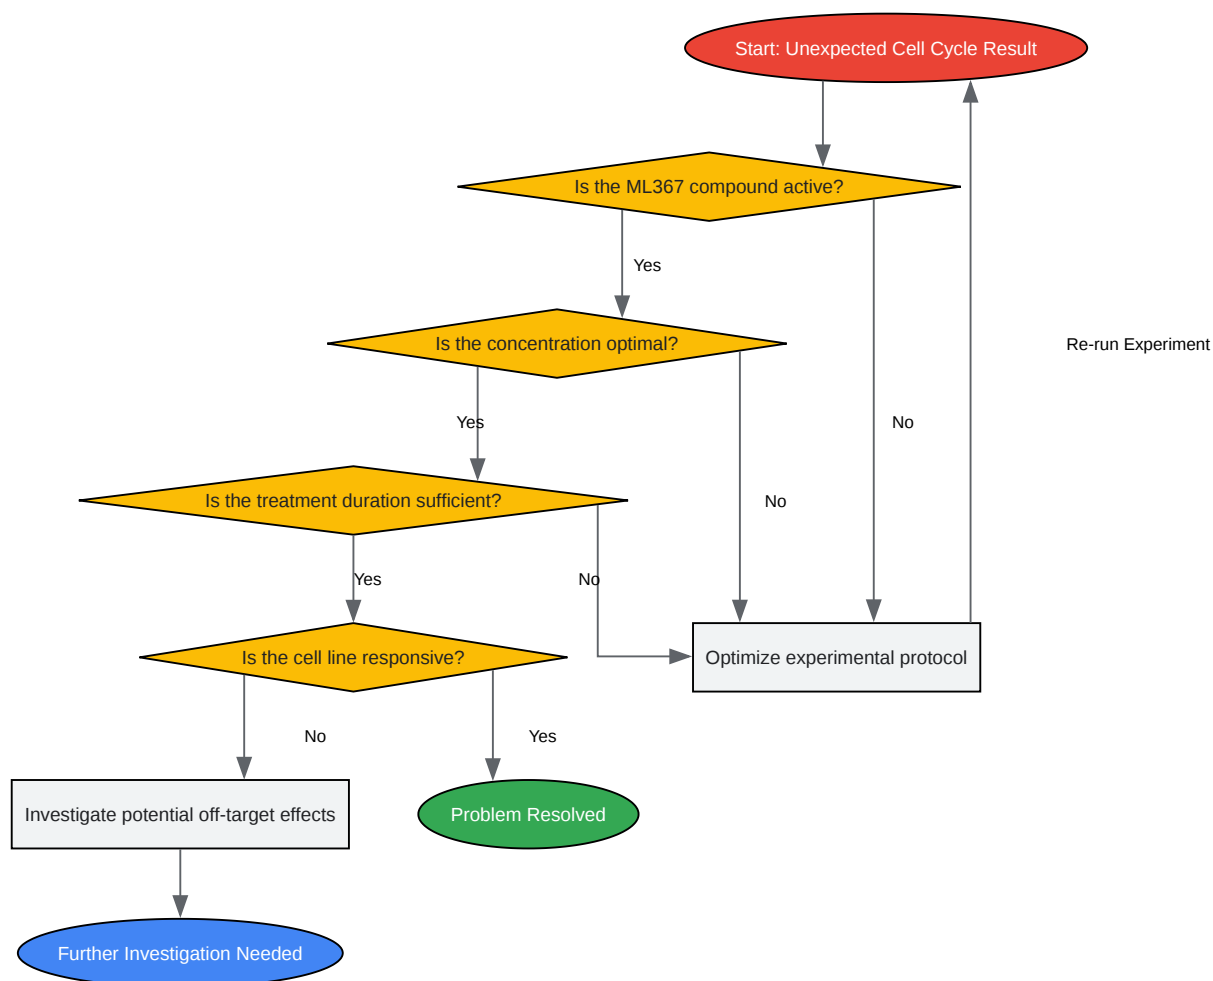 Start: Unexpected Cell Cycle Result
Is the ML367 compound active?
Yes
Is the concentration optimal?
Re-run Experiment
Yes
No
Is the treatment duration sufficient?
No
Yes
No
Is the cell line responsive?
Optimize experimental protocol
No
Yes
Investigate potential off-target effects
Problem Resolved
Further Investigation Needed